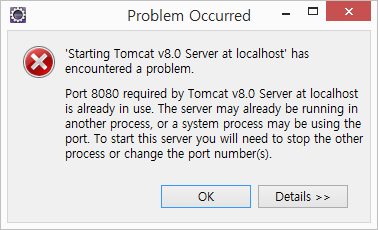 Problem Occurred
'Starting Tomcat v8.0 Server at localhost' has
encountered a problem.
Port 8080 required by Tomcat v8.0 Server at localhost
is already in use. The server may already be running in
another process, or a system process may be using the
port. To start this server you will need to stop the other
process or change the port number(s).
OK
Details >>